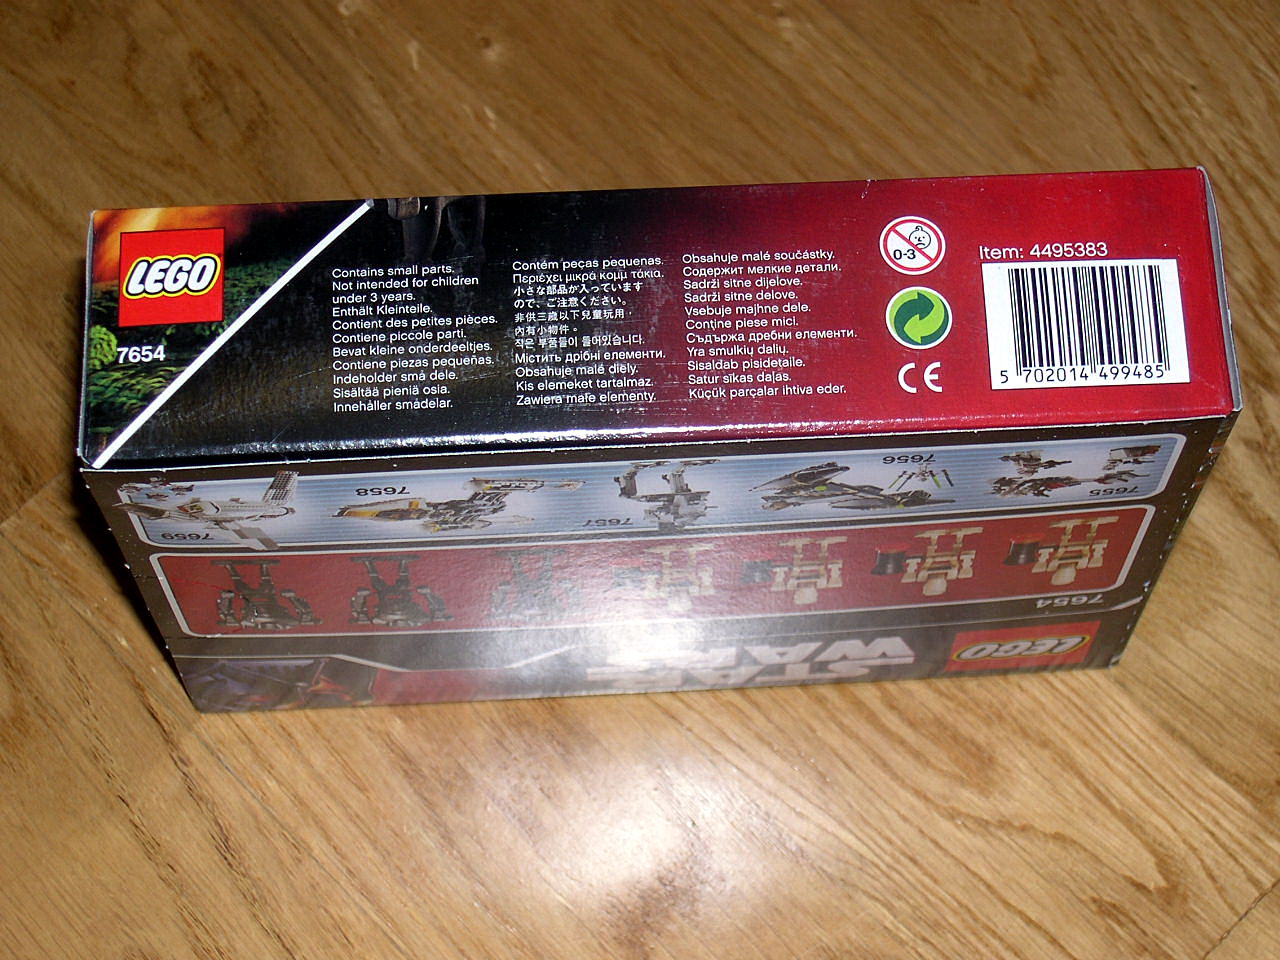 LEGO
7654
Contains small parts.
Not intended for children
under 3 years.
Enthält Kleinteile.
Contient des petites pièces.
Contiene piccole parti.
Bevat kleine onderdeeltjes.
Contiene piezas pequeñas.
Indeholder små dele.
Sisältää pieniä osia.
Innehåller smådelar.
Contém peças pequenas.
Περιέχει μικρά κομμ τάκια.
小さな部品が入っています
ので、ご注意ください。
非供三歲以下兒童玩用，
內有小物件。
작은 부품들이 들어있습니다.
Містить дрібні елементи.
Obsahuje malé diely.
Kis elemeket tartalmaz.
Zawiera małe elementy.
Obsahuje malé součástky.
Содержит мелкие детали.
Sadrži sitne dijelove.
Sadrži sitne delove.
Vsebuje majhne dele.
Conţine piese mici.
Съдържа дребни елементи.
Yra smulkių dalių.
Sisaldab pisidetaile.
Satur sīkas daļas.
Küçük parçalar ihtiva eder.
0-3
CE
Item: 4495383
5 702014 499485
7659
7658
7657
7656
7655
7654
STAR
WARS
LEGO